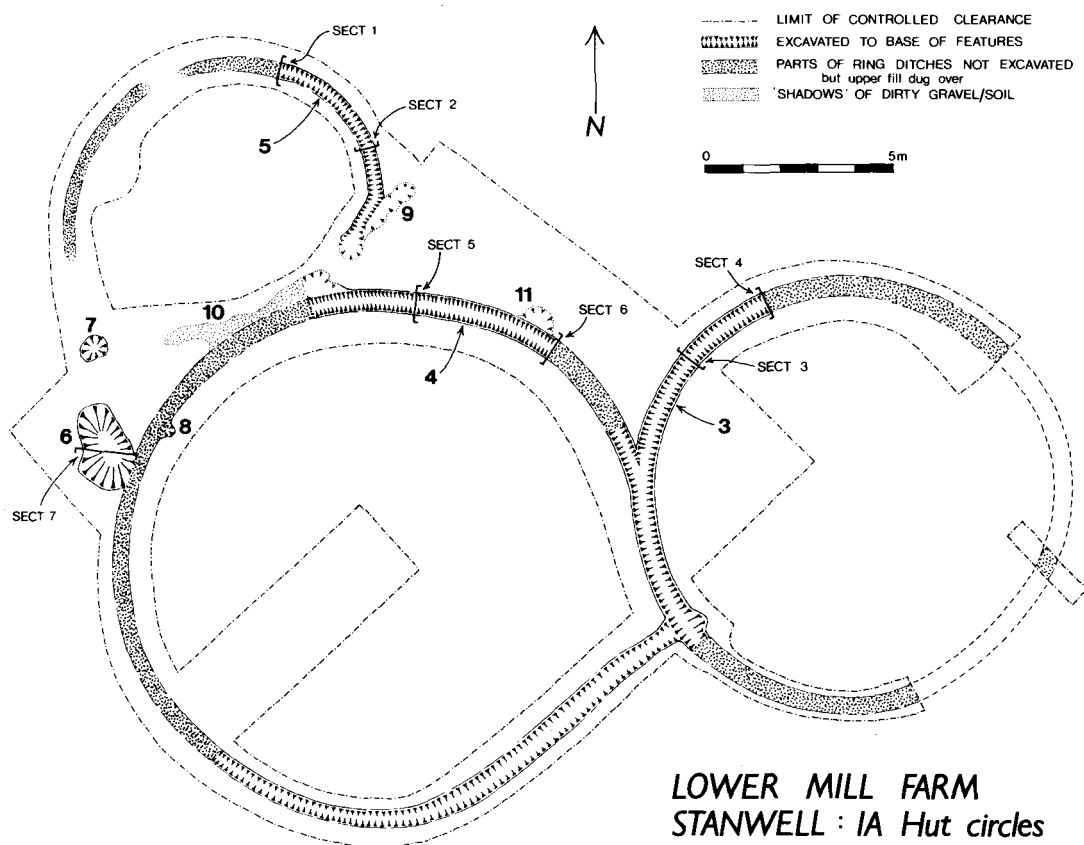 SECT 1
LIMIT OF CONTROLLED CLEARANCE
EXCAVATED TO BASE OF FEATURES
PARTS OF RING DITCHES NOT EXCAVATED
but upper fill dug over
'SHADOWS' OF DIRTY GRAVEL/SOIL
SECT 2
5
N
0 5m
9
SECT 5
SECT 4
10
11
SECT 6
7
4
SECT 3
3
6
8
SECT 7
LOWER MILL FARM
STANWELL : IA Hut circles